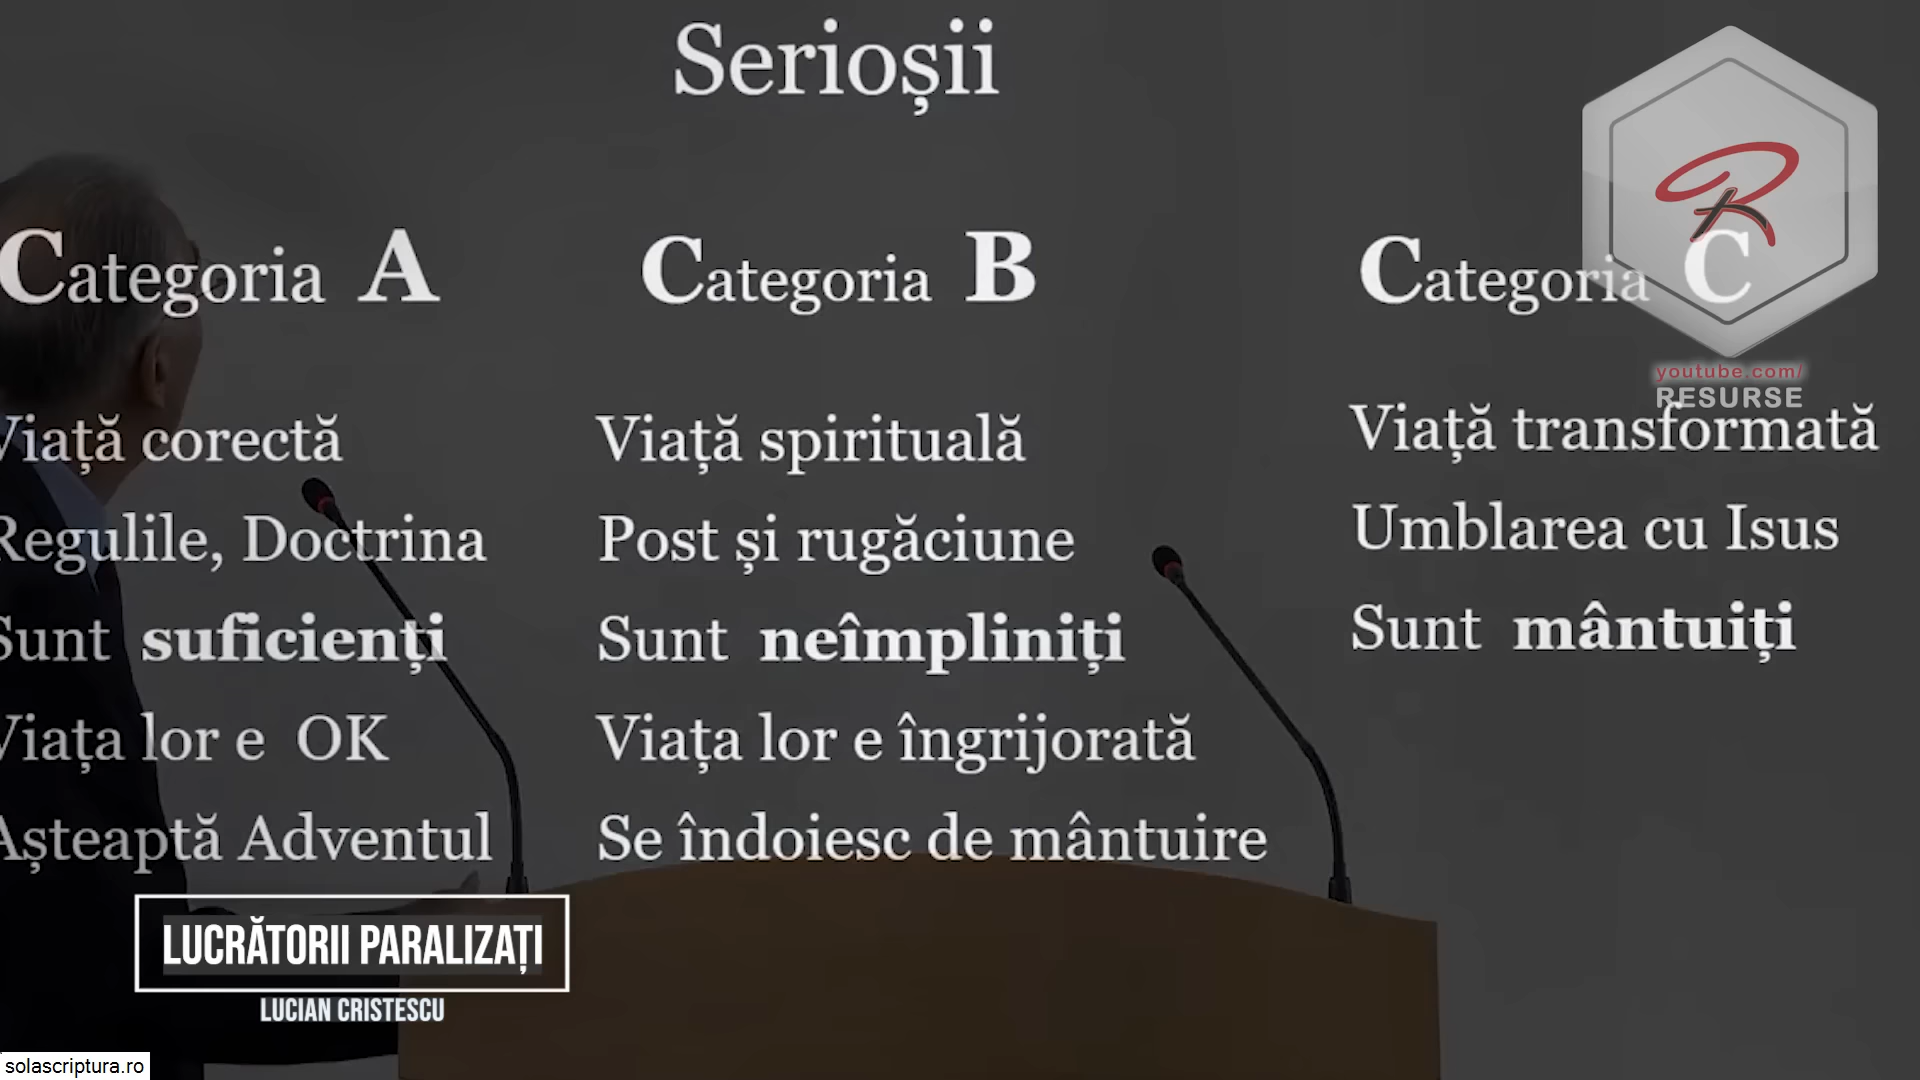 Serioșii
Categoria A
Viață corectă
Regulile, Doctrina
Sunt suficienți
Viața lor e OK
Așteaptă Adventul
Categoria B
Viață spirituală
Post și rugăciune
Sunt neîmpliniți
Viața lor e îngrijorată
Se îndoiesc de mântuire
Categoria C
Viață transformată
Umblarea cu Isus
Sunt mântuiți
R
youtube.com/
RESURSE
LUCRĂTORII PARALIZAȚI
LUCIAN CRISTESCU
solascriptura.ro